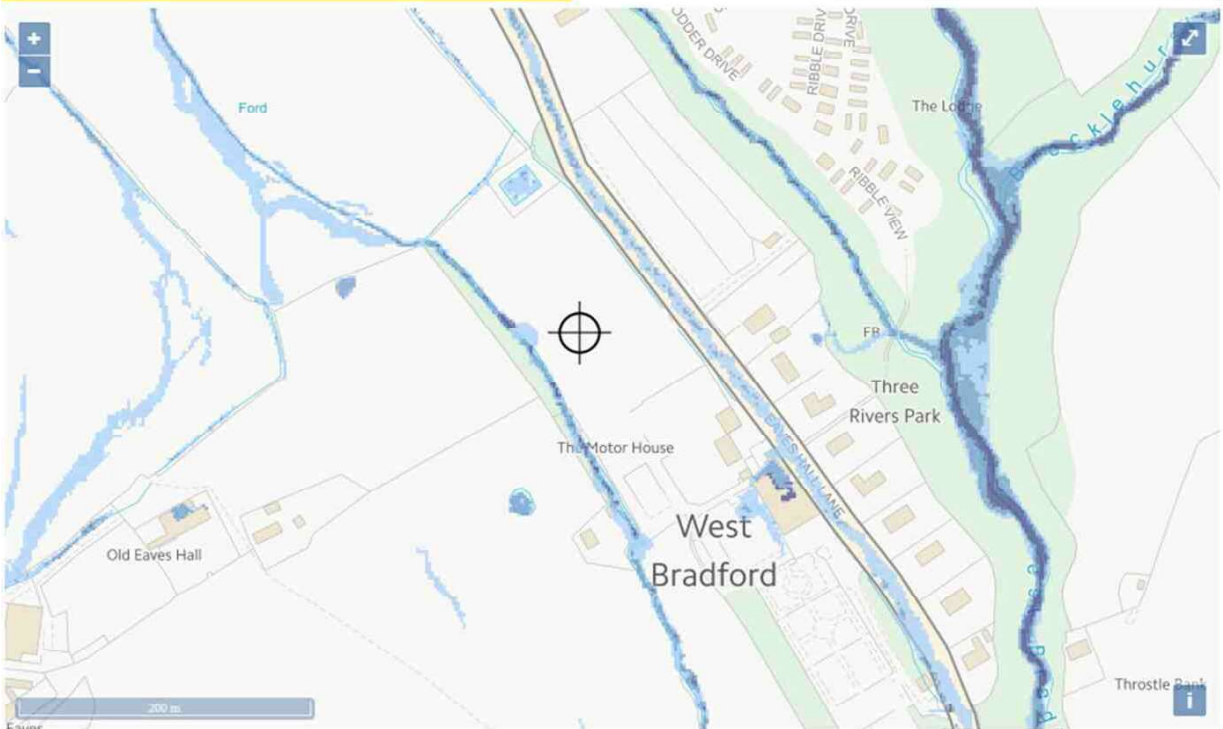 +
−
ODDER DRIVE
RIBBLE DRIV
DRIVE
Ford
The Lodge
RIBBLE VIEW
FB
Three
Rivers Park
The Motor House
EAVES HALL LANE
West
Bradford
Old Eaves Hall
Throstle Bank
200 m
i
Eaves